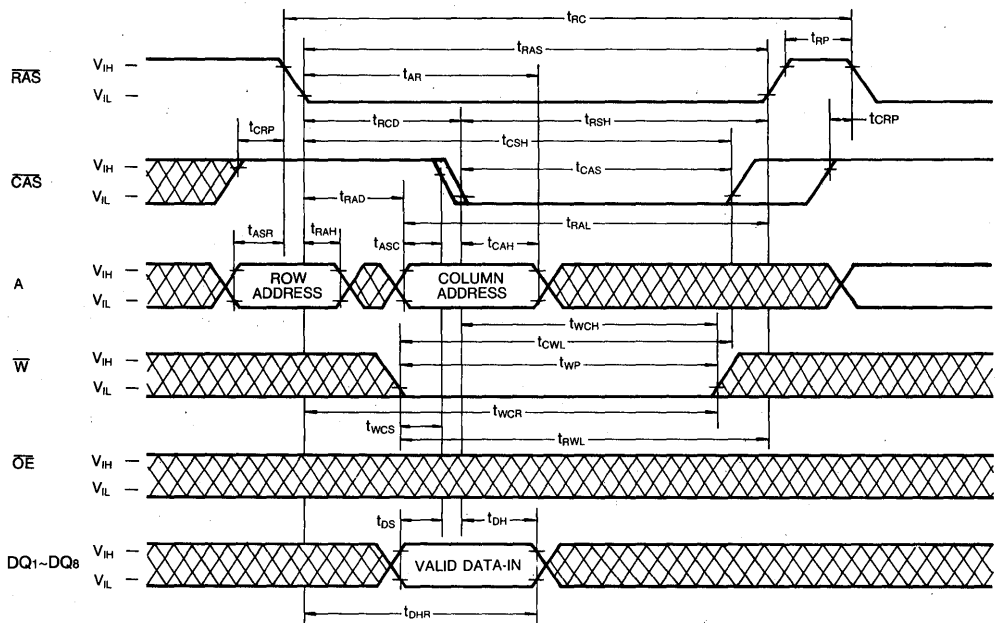 tRC
tRAS
tRP
RAS
VIH
VIL
tAR
tCRP
tRCD
tRSH
tCRP
tCSH
CAS
VIH
VIL
tCAS
tRAD
tRAL
tASR
tRAH
tASC
tCAH
A
VIH
VIL
ROW ADDRESS
COLUMN ADDRESS
tWCH
tCWL
W
VIH
VIL
tWP
tWCR
tWCS
tRWL
OE
VIH
VIL
tDS
tDH
DQ1~DQ8
VIH
VIL
VALID DATA-IN
tDHR